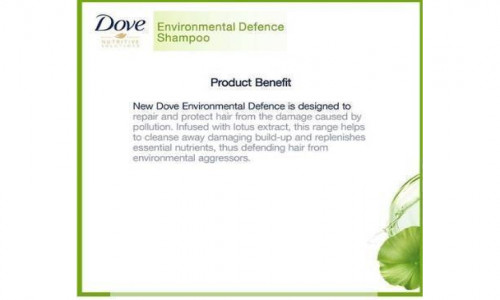 Dove
NUTRITIVE
SOLUTIONS
Environmental Defence
Shampoo
Product Benefit
New Dove Environmental Defence is designed to
repair and protect hair from the damage caused by
pollution. Infused with lotus extract, this range helps
to cleanse away damaging build-up and replenishes
essential nutrients, thus defending hair from
environmental aggressors.